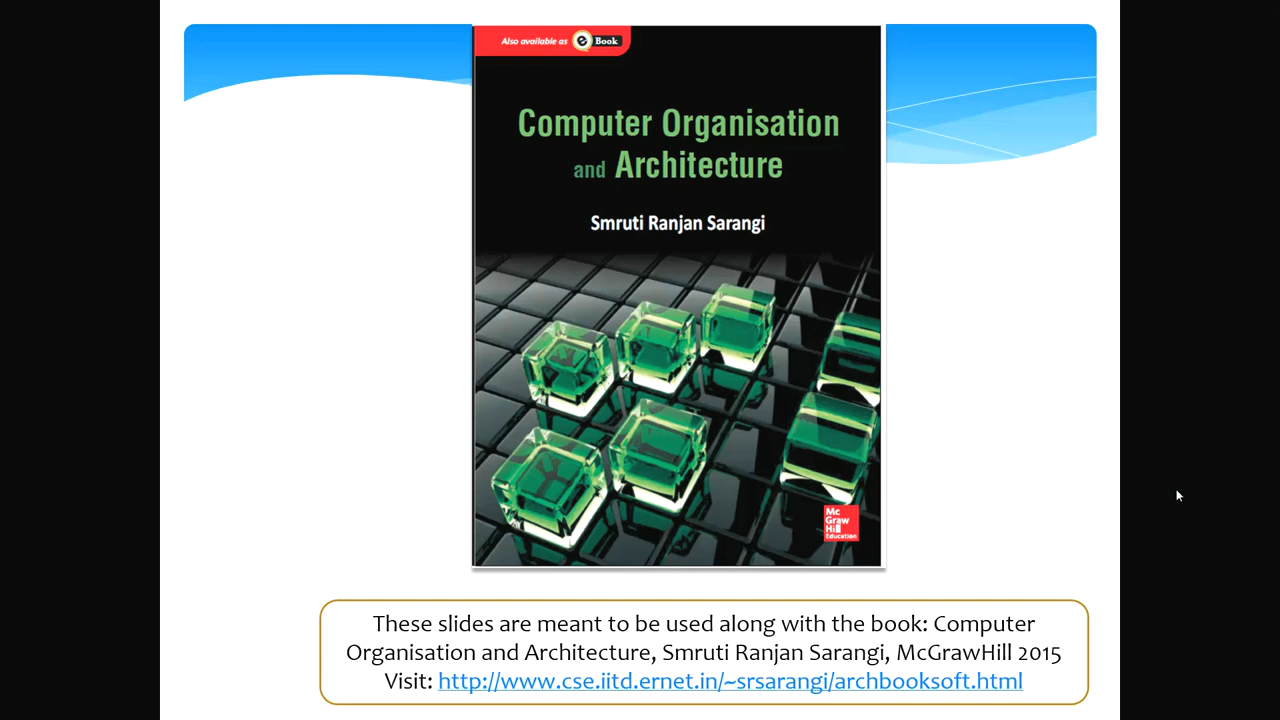 Also available as e Book
Computer Organisation
and Architecture
Smruti Ranjan Sarangi
Mc
Graw
Hill
Education
These slides are meant to be used along with the book: Computer
Organisation and Architecture, Smruti Ranjan Sarangi, McGrawHill 2015
Visit: http://www.cse.iitd.ernet.in/~srsarangi/archbooksoft.html